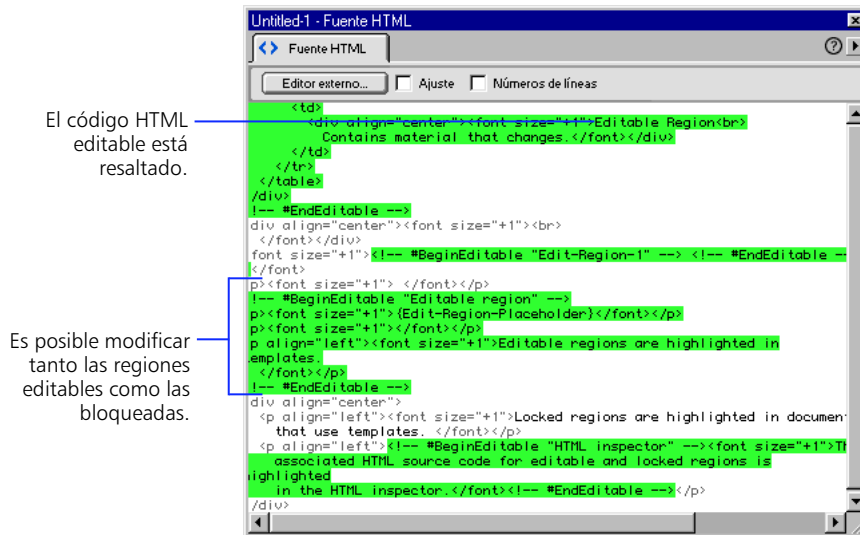 Untitled-1 - Fuente HTML
Fuente HTML
Editor externo...
Ajuste
Números de líneas
El código HTML
editable está
resaltado.
Es posible modificar
tanto las regiones
editables como las
bloqueadas.
<td>
<div align="center"><font size="+1">Editable Region<br>
Contains material that changes.</font></div>
</td>
</tr>
</table>
/div>
!-- #EndEditable -->
div align="center"><font size="+1"><br>
</font></div>
font size="+1"><!-- #BeginEditable "Edit-Region-1" --> <!-- #EndEditable --
</font>
p><font size="+1"> </font></p>
!-- #BeginEditable "Editable region" -->
p><font size="+1">{Edit-Region-Placeholder}</font></p>
p><font size="+1"></font></p>
p align="left"><font size="+1">Editable regions are highlighted in
emplates.
</font></p>
!-- #EndEditable -->
div align="center">
<p align="left"><font size="+1">Locked regions are highlighted in documen
that use templates. </font></p>
<p align="left"><!-- #BeginEditable "HTML inspector" --><font size="+1">Th
associated HTML source code for editable and locked regions is
ighlighted
in the HTML inspector.</font><!-- #EndEditable --></p>
/div>